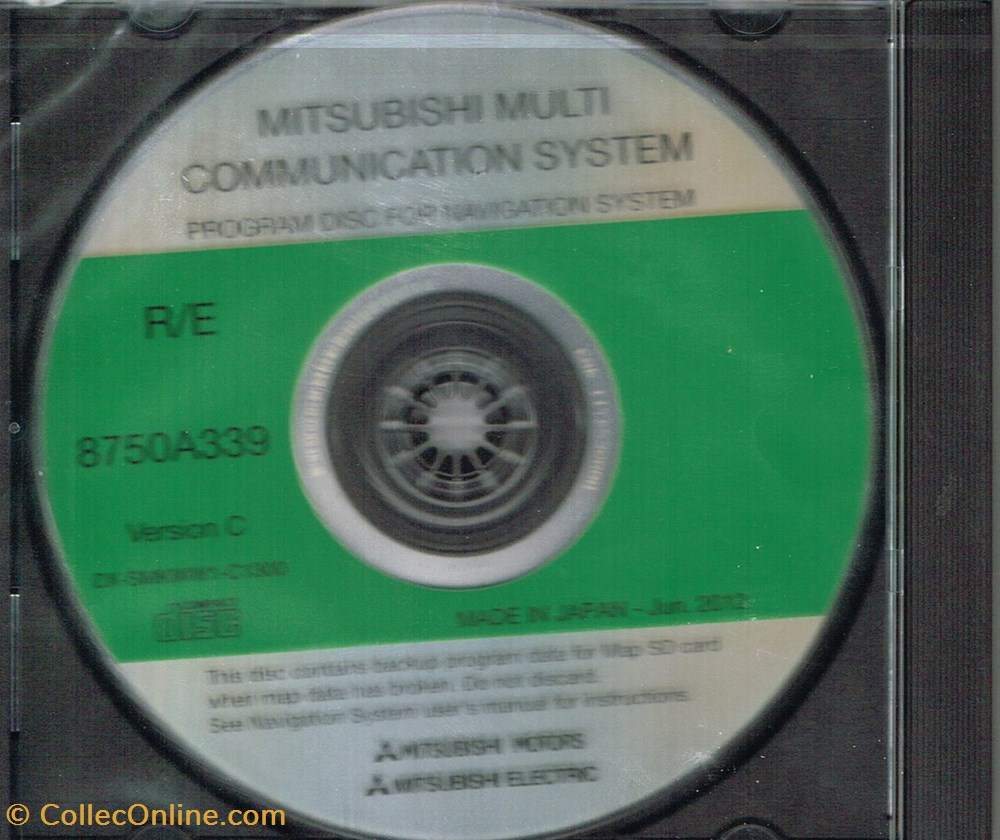 MITSUBISHI MULTI
COMMUNICATION SYSTEM
PROGRAM DISC FOR NAVIGATION SYSTEM
R/E
8750A339
Version C
COMPACT
disc
MADE IN JAPAN - Jun.
This disc contains backup program data for Map SD card
when map data has broken. Do not discard.
See Navigation System user's manual for instructions.
MITSUBISHI MOTORS
MITSUBISHI ELECTRIC
© CollecOnline.com